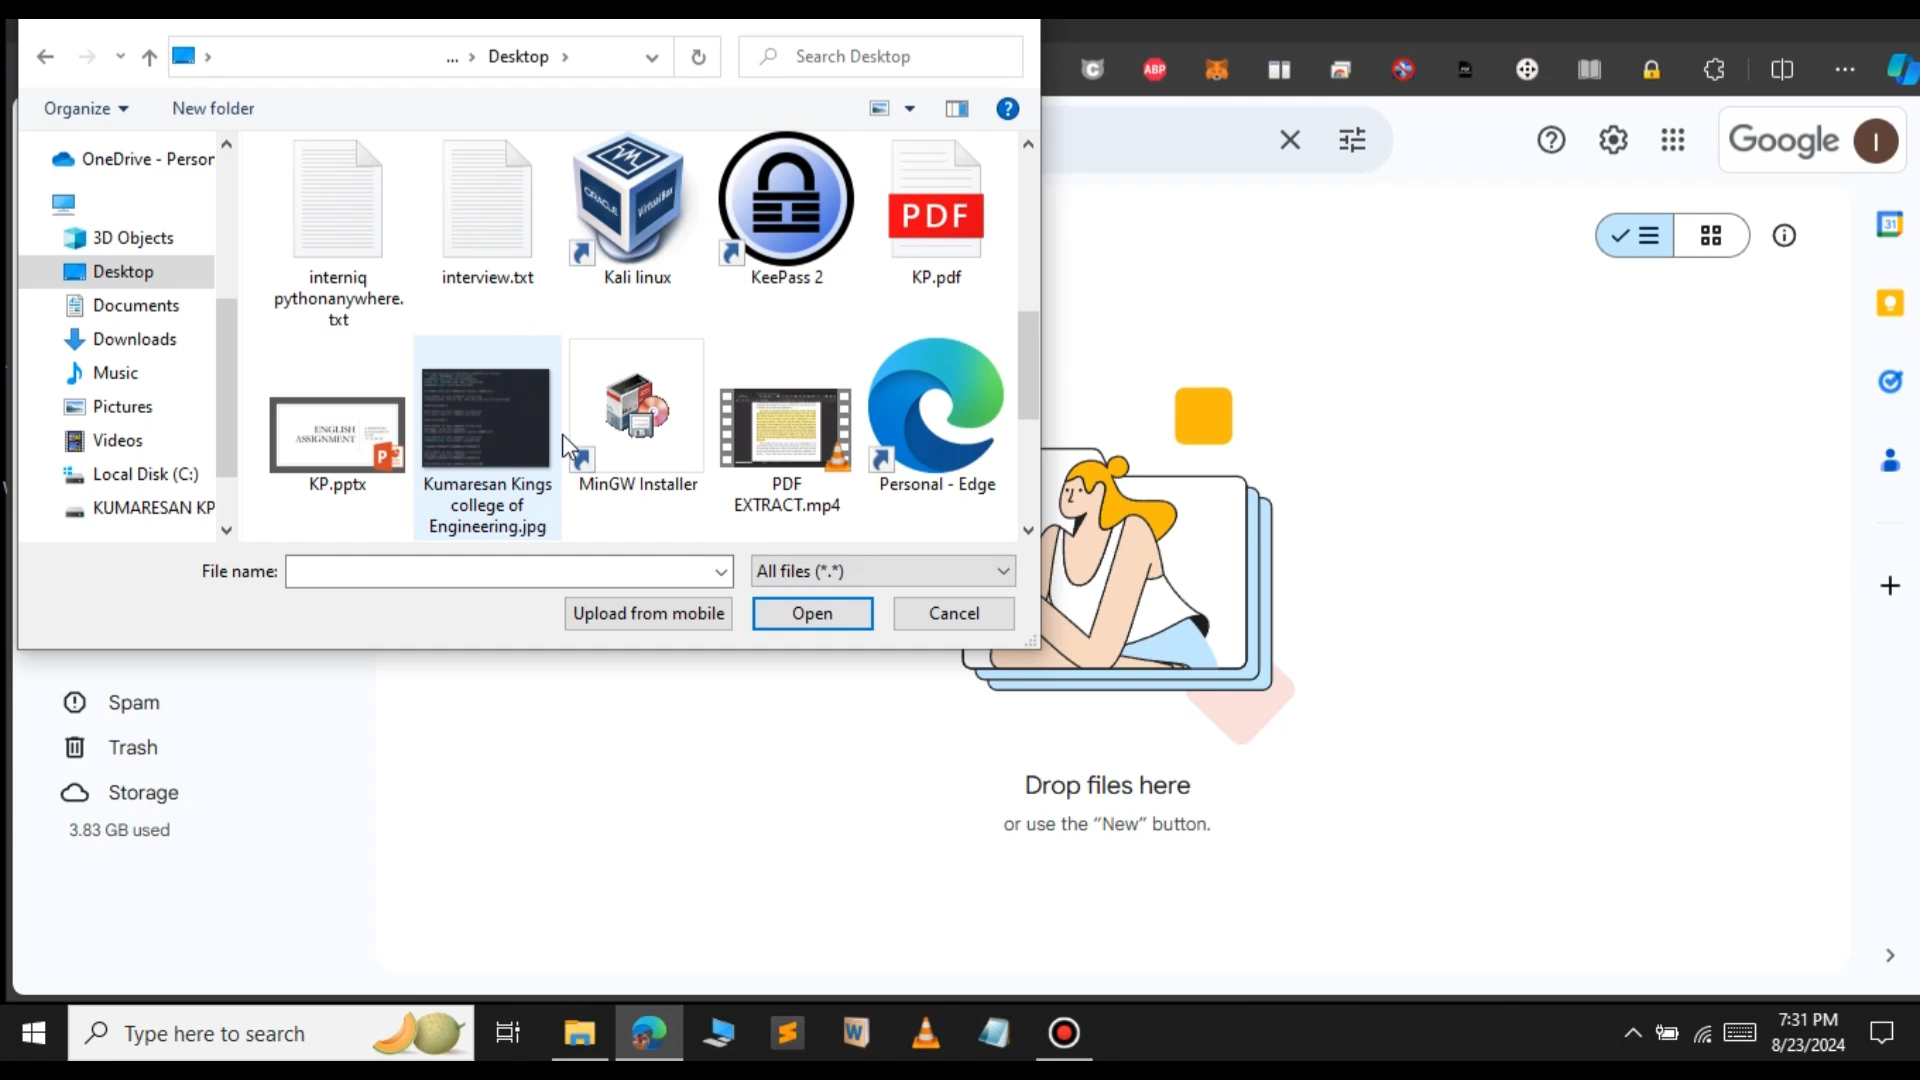 ... > Desktop >
Search Desktop
Organize
New folder
OneDrive - Person
3D Objects
Desktop
Documents
Downloads
Music
Pictures
Videos
Local Disk (C:)
KUMARESAN KP
interniq
pythonanywhere.
txt
interview.txt
ORACLE
VirtualBox
Kali linux
KeePass 2
PDF
KP.pdf
ENGLISH
ASSIGNMENT
P
KP.pptx
Kumaresan Kings
college of
Engineering.jpg
MinGW Installer
PDF
EXTRACT.mp4
Personal - Edge
File name:
All files (*.*)
Upload from mobile
Open
Cancel
ABP
Google
I
31
Spam
Trash
Storage
3.83 GB used
Drop files here
or use the “New” button.
Type here to search
W
7:31 PM
8/23/2024